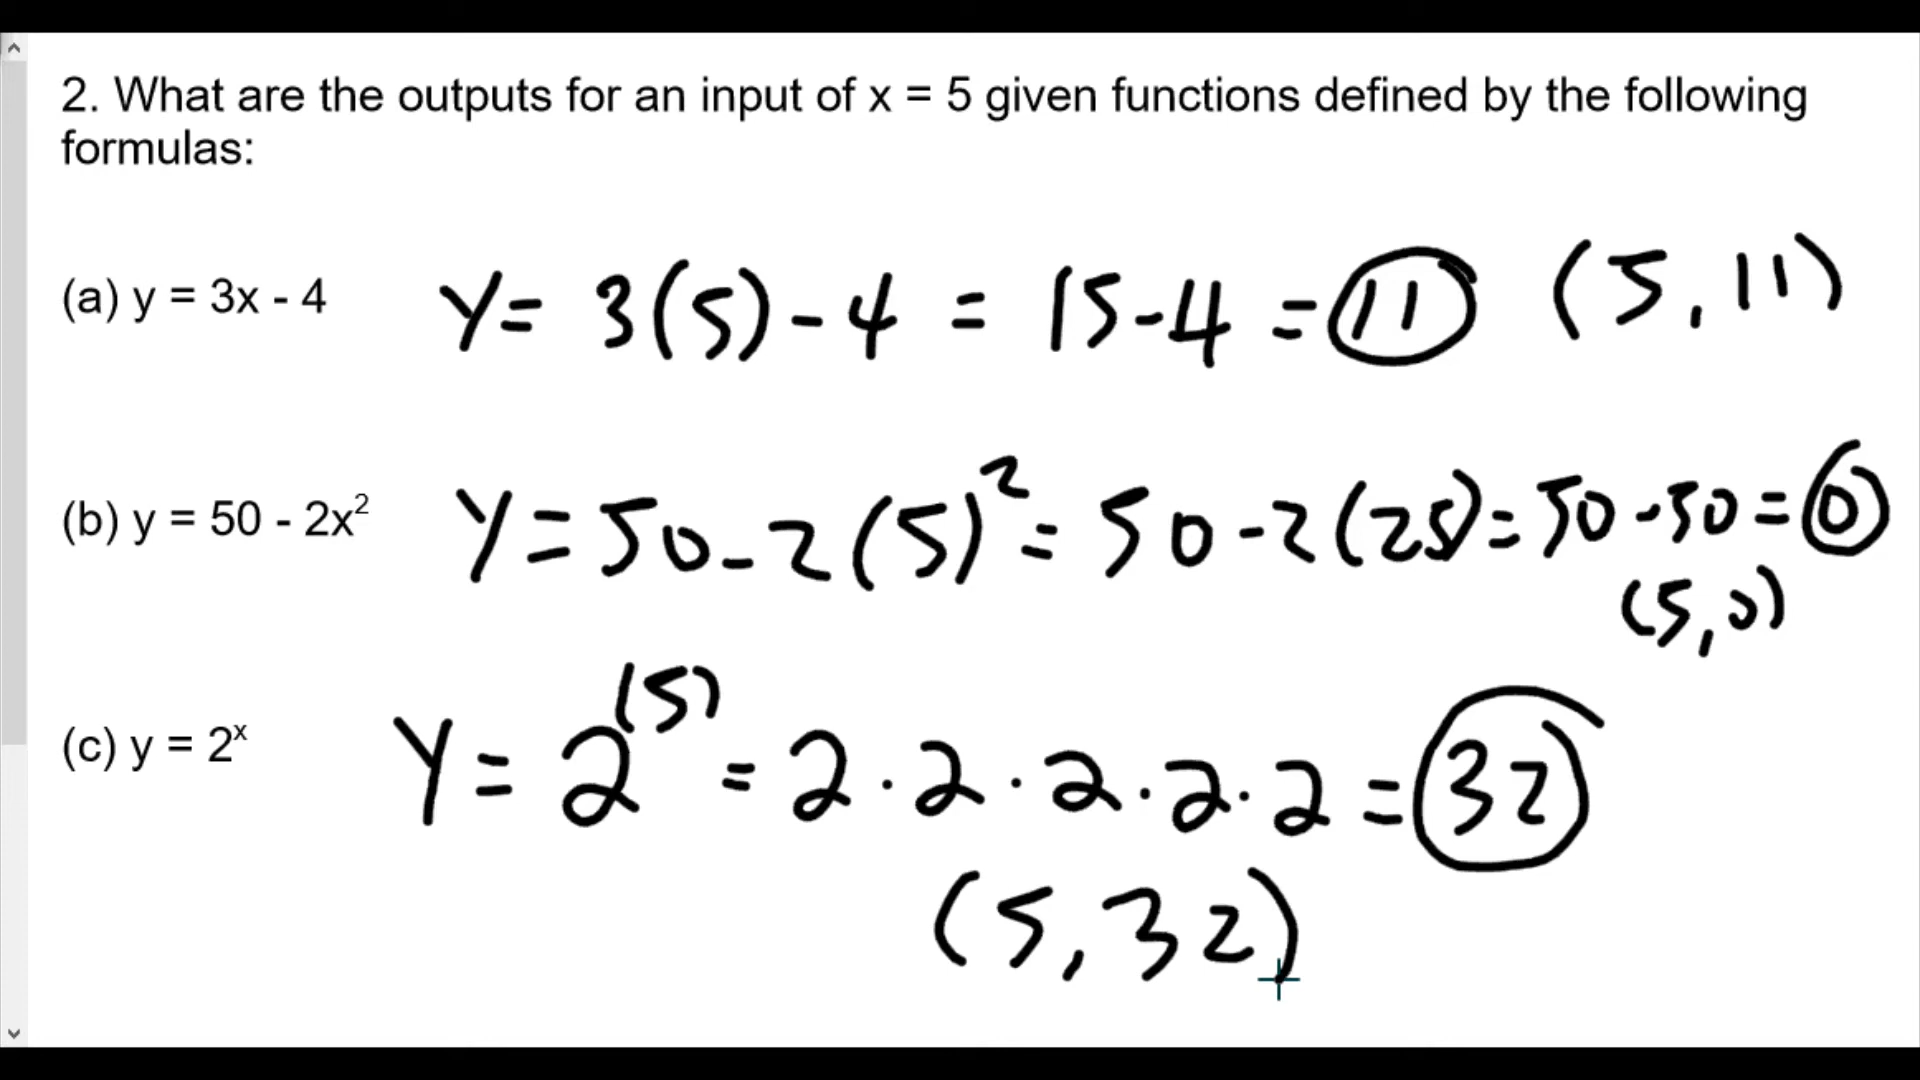 2. What are the outputs for an input of x = 5 given functions defined by the following
formulas:
(a) y = 3x - 4 Y = 3(5) - 4 = 15 - 4 = 11 (5, 11)
(b) y = 50 - 2x² Y = 50 - 2(5)² = 50 - 2(25) = 50 - 50 = 0
(5, 0)
(c) y = 2ˣ Y = 2⁽⁵⁾ = 2 · 2 · 2 · 2 · 2 = 32
(5, 32)